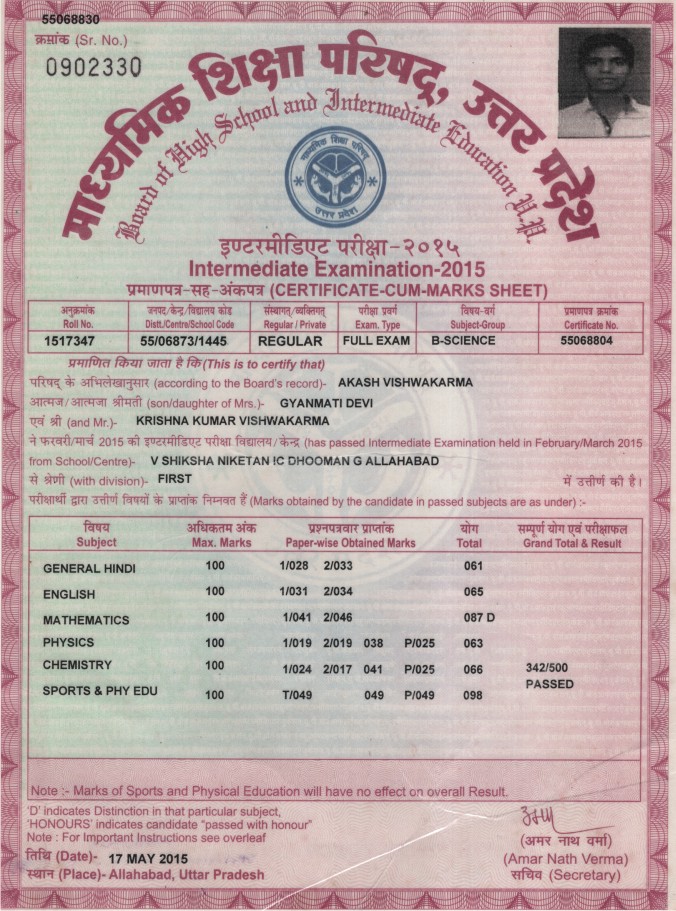 55068830
क्रमांक (Sr. No.)
0902330
माध्यमिक शिक्षा परिषद्, उत्तर प्रदेश
Board of High School and Intermediate Education U.P.
माध्यमिक शिक्षा परिषद्
उत्तर प्रदेश
इण्टरमीडिएट परीक्षा-२०१५
Intermediate Examination-2015
प्रमाणपत्र-सह-अंकपत्र (CERTIFICATE-CUM-MARKS SHEET)
अनुक्रमांक जनपद/केन्द्र/विद्यालय कोड संस्थागत/व्यक्तिगत परीक्षा प्रवर्ग विषय-वर्ग प्रमाणपत्र क्रमांक
Roll No. Distt./Centre/School Code Regular / Private Exam. Type Subject-Group Certificate No.
1517347 55/06873/1445 REGULAR FULL EXAM B-SCIENCE 55068804
प्रमाणित किया जाता है कि (This is to certify that)
परिषद् के अभिलेखानुसार (according to the Board's record)- AKASH VISHWAKARMA
आत्मज/आत्मजा श्रीमती (son/daughter of Mrs.)- GYANMATI DEVI
एवं श्री (and Mr.)- KRISHNA KUMAR VISHWAKARMA
ने फरवरी/मार्च 2015 की इण्टरमीडिएट परीक्षा विद्यालय/केन्द्र (has passed Intermediate Examination held in February/March 2015
from School/Centre)- V SHIKSHA NIKETAN IC DHOOMAN G ALLAHABAD
से श्रेणी (with division)- FIRST में उत्तीर्ण की है।
परीक्षार्थी द्वारा उत्तीर्ण विषयों के प्राप्तांक निम्नवत हैं (Marks obtained by the candidate in passed subjects are as under) :-
विषय अधिकतम अंक प्रश्नपत्रवार प्राप्तांक योग सम्पूर्ण योग एवं परीक्षाफल
Subject Max. Marks Paper-wise Obtained Marks Total Grand Total & Result
GENERAL HINDI 100 1/028 2/033 061
ENGLISH 100 1/031 2/034 065
MATHEMATICS 100 1/041 2/046 087 D
PHYSICS 100 1/019 2/019 038 P/025 063
CHEMISTRY 100 1/024 2/017 041 P/025 066 342/500
PASSED
SPORTS & PHY EDU 100 T/049 049 P/049 098
Note :- Marks of Sports and Physical Education will have no effect on overall Result.
'D' indicates Distinction in that particular subject,
'HONOURS' indicates candidate "passed with honour"
Note : For Important Instructions see overleaf
तिथि (Date)- 17 MAY 2015
स्थान (Place)- Allahabad, Uttar Pradesh
(अमर नाथ वर्मा)
(Amar Nath Verma)
सचिव (Secretary)